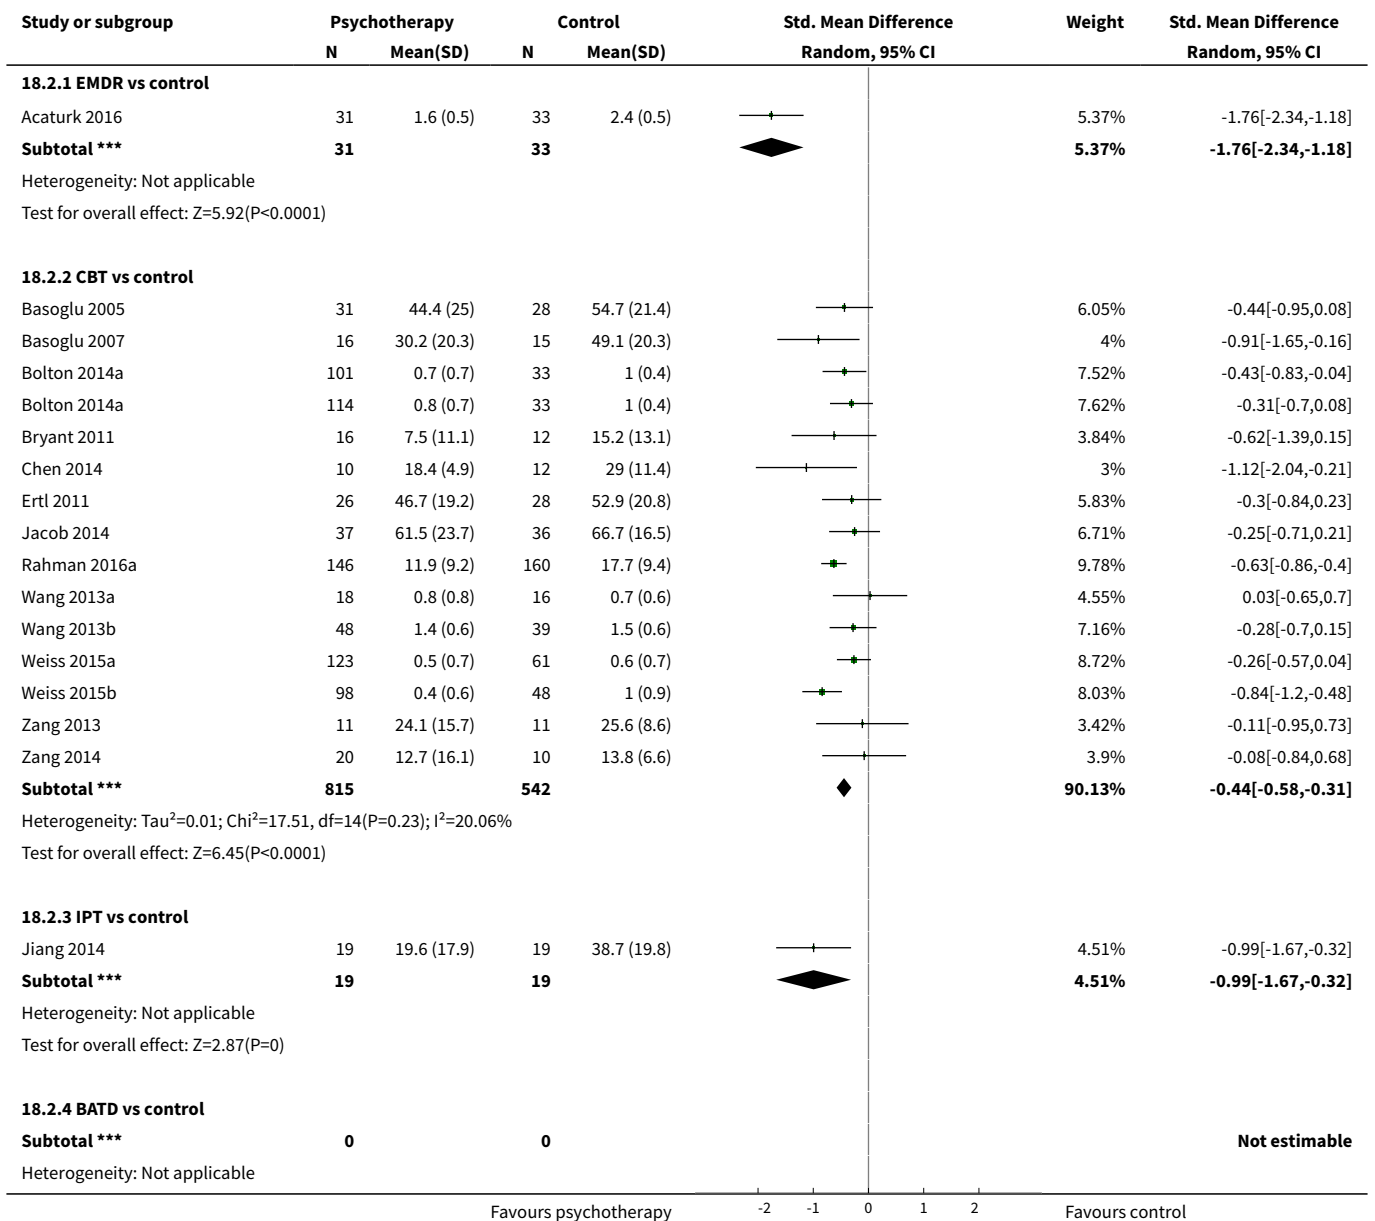 Study or subgroup Psychotherapy Control Std. Mean Difference Weight Std. Mean Difference
N Mean(SD) N Mean(SD) Random, 95% CI Random, 95% CI
18.2.1 EMDR vs control
Acaturk 2016 31 1.6 (0.5) 33 2.4 (0.5) 5.37% -1.76[-2.34,-1.18]
Subtotal *** 31 33 5.37% -1.76[-2.34,-1.18]
Heterogeneity: Not applicable
Test for overall effect: Z=5.92(P<0.0001)
18.2.2 CBT vs control
Basoglu 2005 31 44.4 (25) 28 54.7 (21.4) 6.05% -0.44[-0.95,0.08]
Basoglu 2007 16 30.2 (20.3) 15 49.1 (20.3) 4% -0.91[-1.65,-0.16]
Bolton 2014a 101 0.7 (0.7) 33 1 (0.4) 7.52% -0.43[-0.83,-0.04]
Bolton 2014a 114 0.8 (0.7) 33 1 (0.4) 7.62% -0.31[-0.7,0.08]
Bryant 2011 16 7.5 (11.1) 12 15.2 (13.1) 3.84% -0.62[-1.39,0.15]
Chen 2014 10 18.4 (4.9) 12 29 (11.4) 3% -1.12[-2.04,-0.21]
Ertl 2011 26 46.7 (19.2) 28 52.9 (20.8) 5.83% -0.3[-0.84,0.23]
Jacob 2014 37 61.5 (23.7) 36 66.7 (16.5) 6.71% -0.25[-0.71,0.21]
Rahman 2016a 146 11.9 (9.2) 160 17.7 (9.4) 9.78% -0.63[-0.86,-0.4]
Wang 2013a 18 0.8 (0.8) 16 0.7 (0.6) 4.55% 0.03[-0.65,0.7]
Wang 2013b 48 1.4 (0.6) 39 1.5 (0.6) 7.16% -0.28[-0.7,0.15]
Weiss 2015a 123 0.5 (0.7) 61 0.6 (0.7) 8.72% -0.26[-0.57,0.04]
Weiss 2015b 98 0.4 (0.6) 48 1 (0.9) 8.03% -0.84[-1.2,-0.48]
Zang 2013 11 24.1 (15.7) 11 25.6 (8.6) 3.42% -0.11[-0.95,0.73]
Zang 2014 20 12.7 (16.1) 10 13.8 (6.6) 3.9% -0.08[-0.84,0.68]
Subtotal *** 815 542 90.13% -0.44[-0.58,-0.31]
Heterogeneity: Tau²=0.01; Chi²=17.51, df=14(P=0.23); I²=20.06%
Test for overall effect: Z=6.45(P<0.0001)
18.2.3 IPT vs control
Jiang 2014 19 19.6 (17.9) 19 38.7 (19.8) 4.51% -0.99[-1.67,-0.32]
Subtotal *** 19 19 4.51% -0.99[-1.67,-0.32]
Heterogeneity: Not applicable
Test for overall effect: Z=2.87(P=0)
18.2.4 BATD vs control
Subtotal *** 0 0 Not estimable
Heterogeneity: Not applicable
Favours psychotherapy -2 -1 0 1 2 Favours control